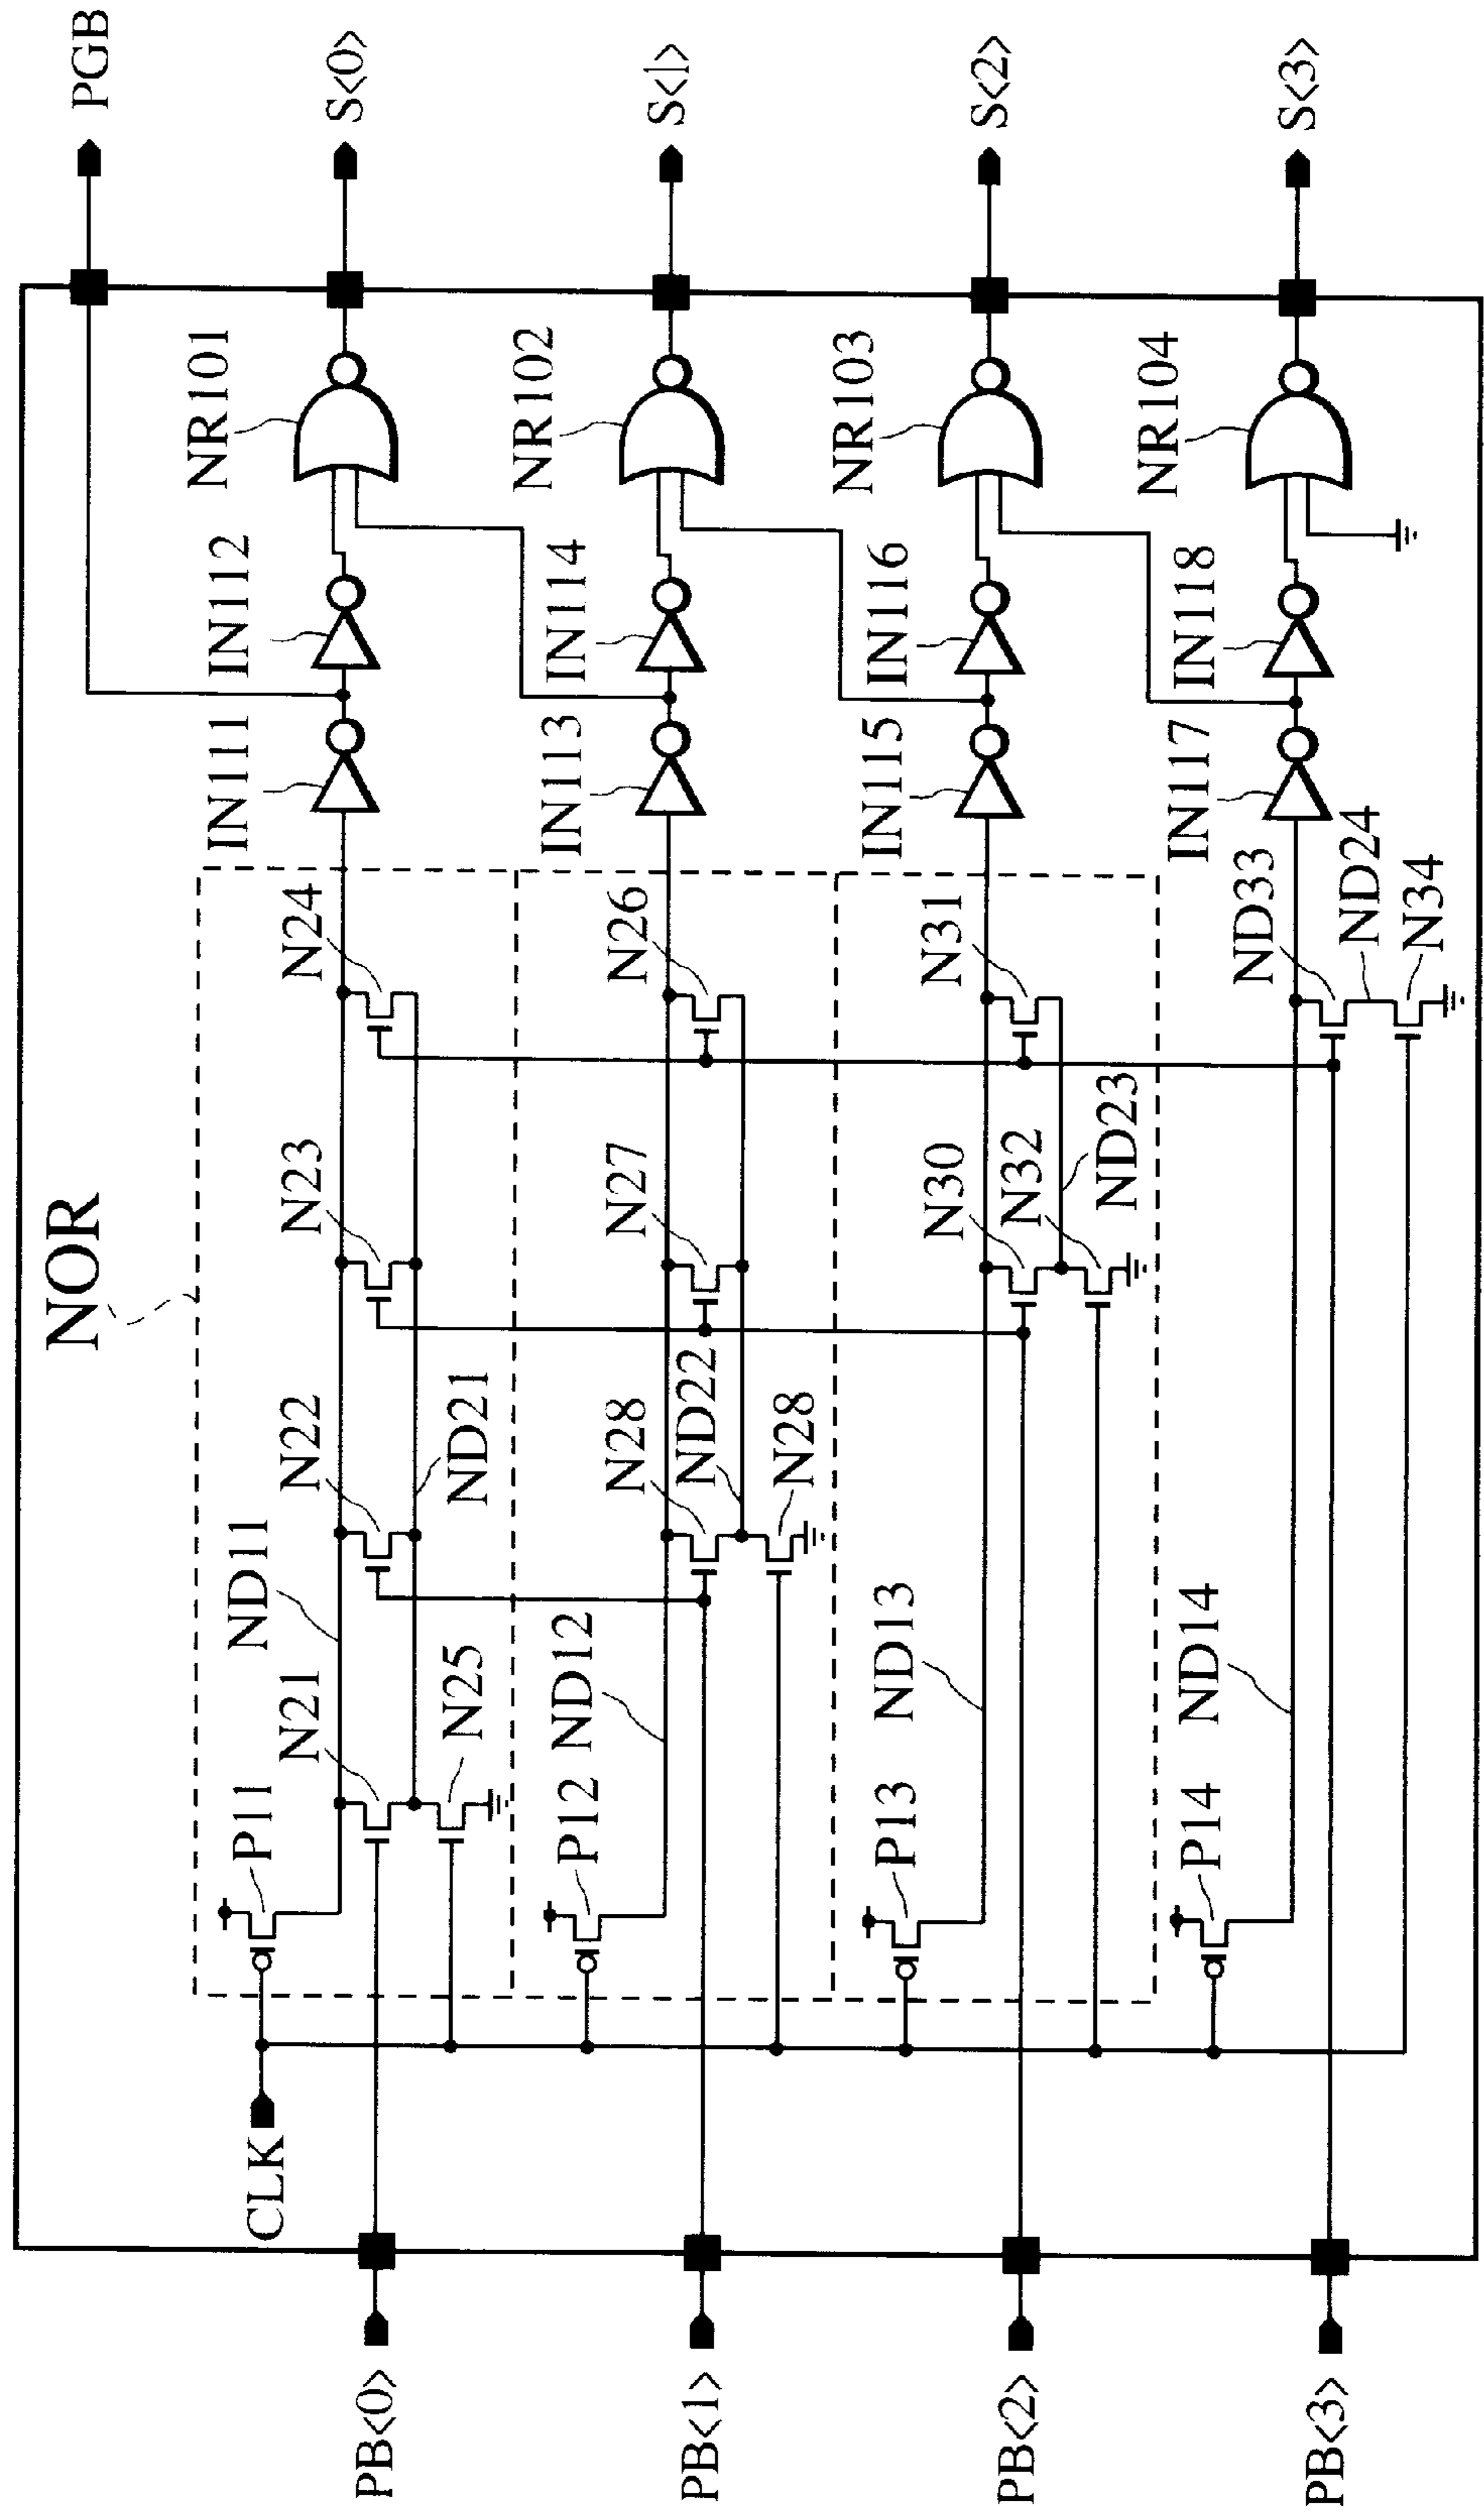 NOR
CLK
PB<0>
PB<1>
PB<2>
PB<3>
P11
N21
ND11
N22
N23
N24
IN111
IN112
NR101
PGB
S<0>
N25
ND21
P12
ND12
N28
ND22
N28
N27
N26
IN113
IN114
NR102
S<1>
P13
ND13
N30
N32
ND23
N31
IN115
IN116
NR103
S<2>
P14
ND14
ND33
ND24
N34
IN117
IN118
NR104
S<3>